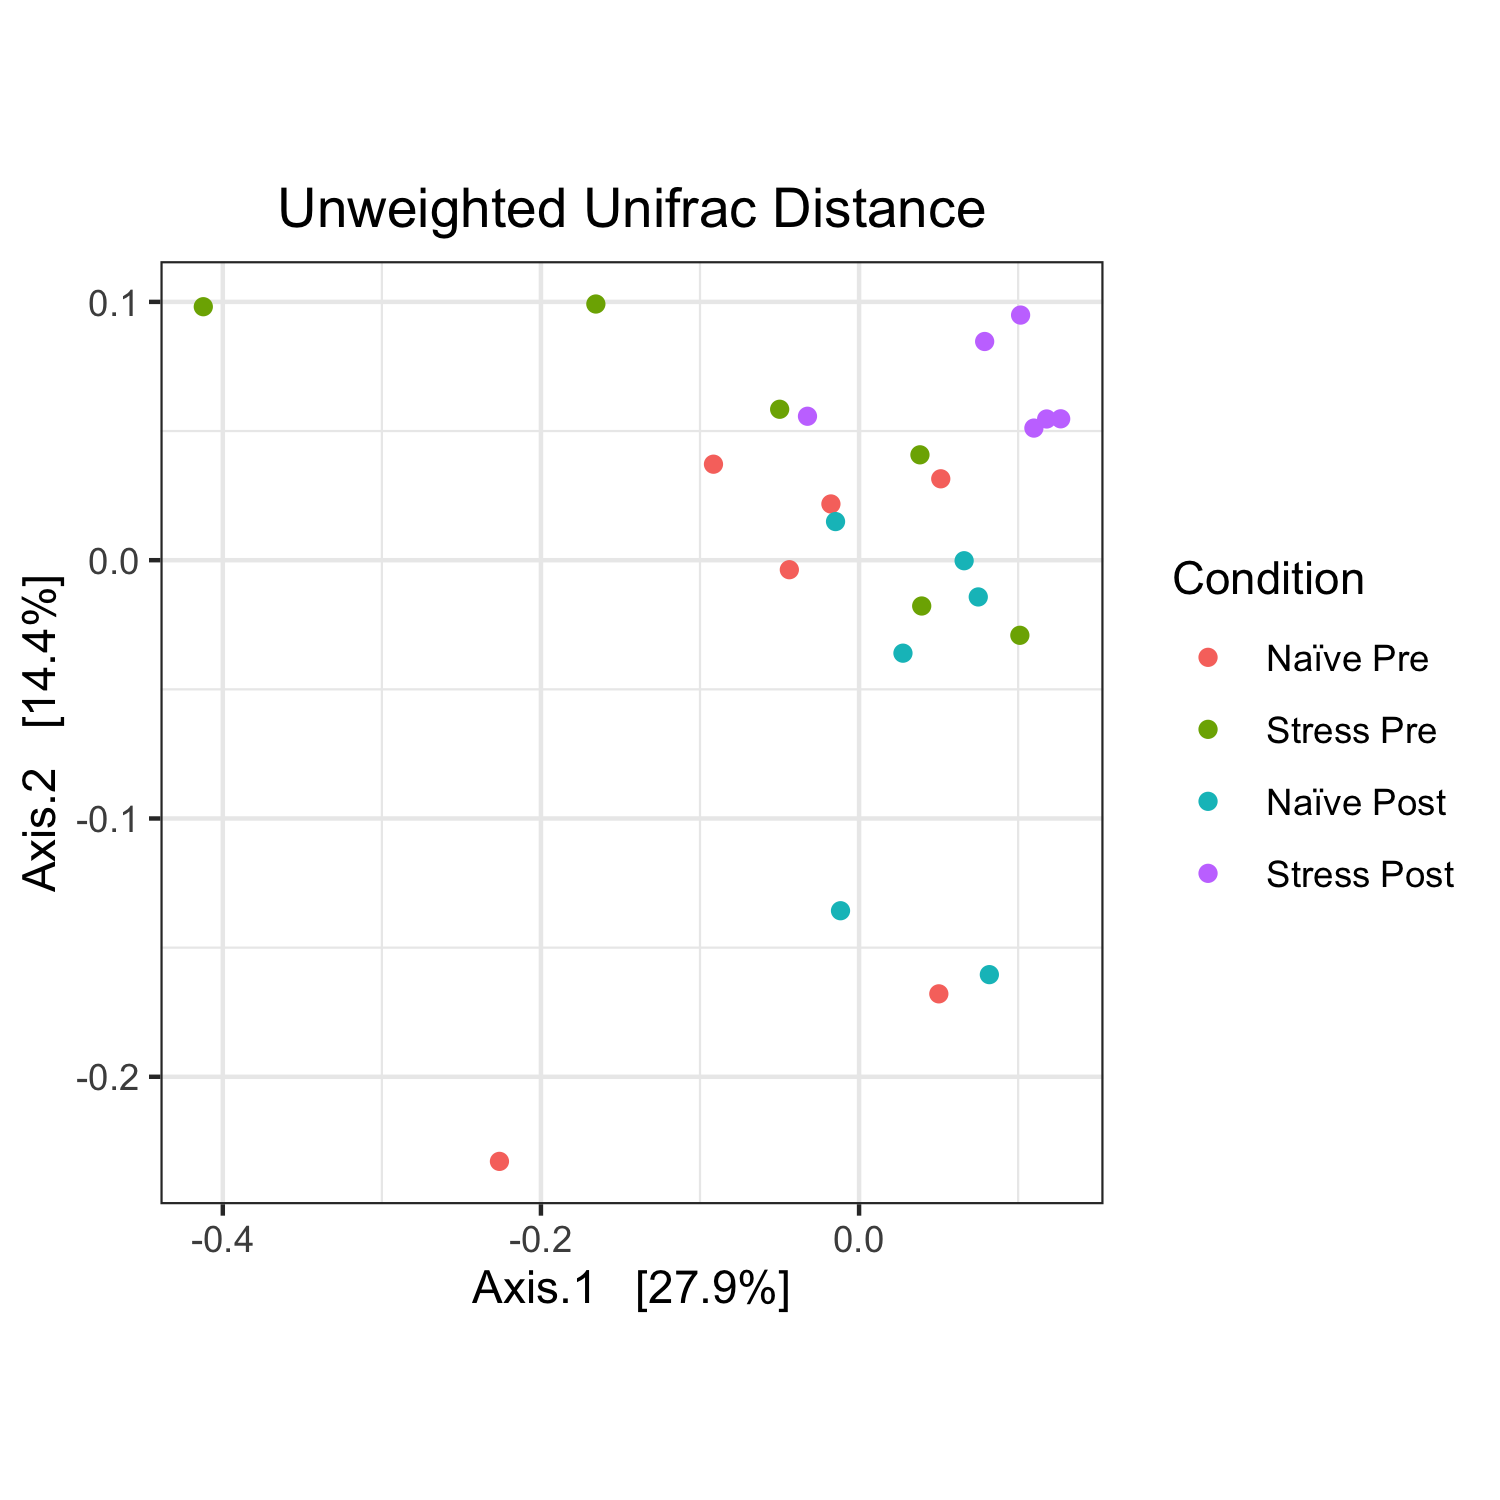 Unweighted Unifrac Distance
0.1
0.0
-0.1
-0.2
Axis.2 [14.4%]
-0.4 -0.2 0.0
Axis.1 [27.9%]
Condition
Naïve Pre
Stress Pre
Naïve Post
Stress Post